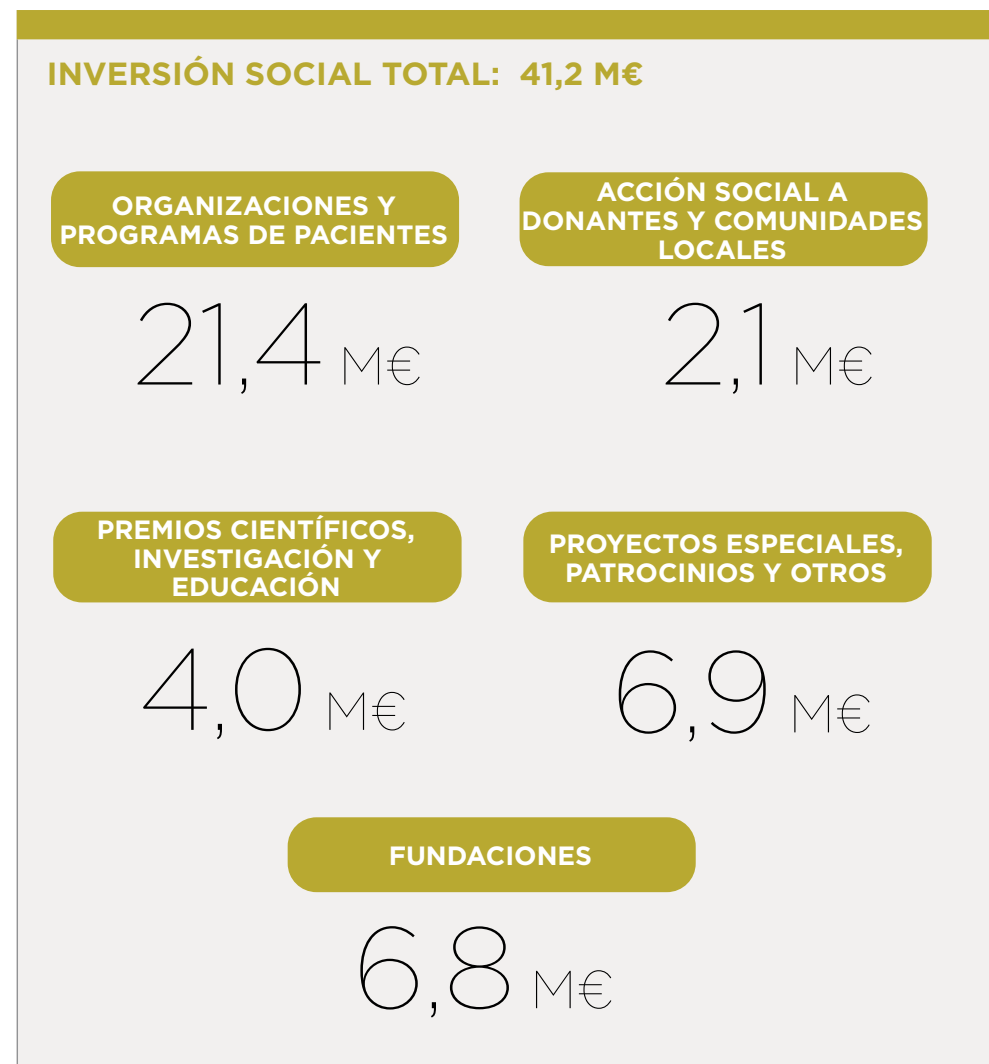 INVERSIÓN SOCIAL TOTAL: 41,2 M€
ORGANIZACIONES Y
PROGRAMAS DE PACIENTES
21,4 M€
ACCIÓN SOCIAL A
DONANTES Y COMUNIDADES
LOCALES
2,1 M€
PREMIOS CIENTÍFICOS,
INVESTIGACIÓN Y
EDUCACIÓN
4,0 M€
PROYECTOS ESPECIALES,
PATROCINIOS Y OTROS
6,9 M€
FUNDACIONES
6,8 M€